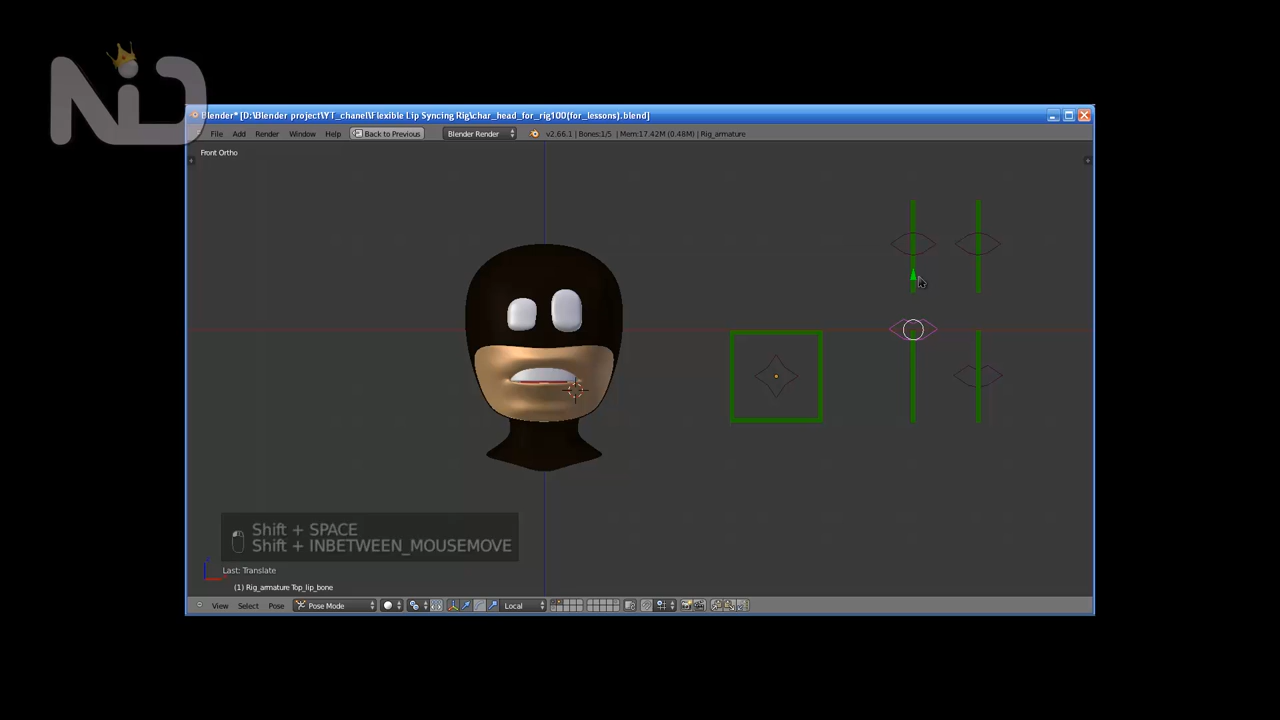 NiD
Blender* [D:\Blender project\YT_chanel\Flexible Lip Syncing Rig\char_head_for_rig100(for_lessons).blend]
File Add Render Window Help Back to Previous Blender Render v2.66.1 | Bones:1/5 | Mem:17.42M (0.48M) | Rig_armature
Front Ortho
Shift + SPACE
Shift + INBETWEEN_MOUSEMOVE
Last: Translate
(1) Rig_armature Top_lip_bone
View Select Pose Pose Mode Local